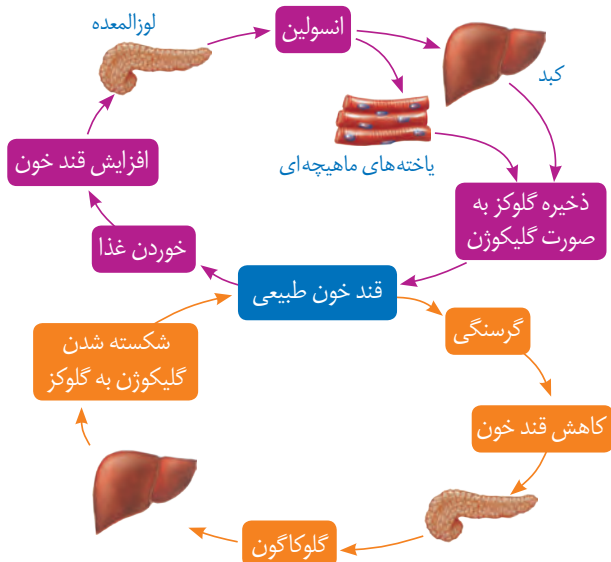 لوزالمعده
انسولین
کبد
یاخته‌های ماهیچه‌ای
افزایش قند خون
ذخیره گلوکز به
صورت گلیکوژن
خوردن غذا
قند خون طبیعی
گرسنگی
شکسته شدن
گلیکوژن به گلوکز
کاهش قند خون
گلوکاگون